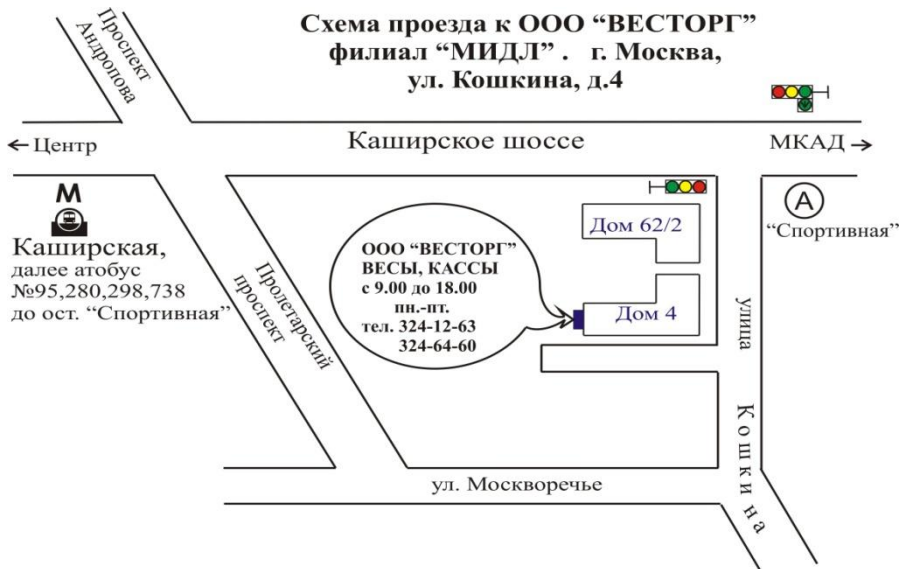 Схема проезда к ООО “ВЕСТОРГ”
филиал “МИДЛ” .   г. Москва,
ул. Кошкина, д.4
Проспект
Андропова
←Центр
Каширское шоссе
МКАД→
М
Каширская,
далее атобус
№95,280,298,738
до ост. “Спортивная”
Пролетарский
проспект
ООО “ВЕСТОРГ”
ВЕСЫ, КАССЫ
с 9.00 до 18.00
пн.-пт.
тел. 324-12-63
324-64-60
Дом 62/2
Дом 4
А
“Спортивная”
улица Кошкина
ул. Москворечье